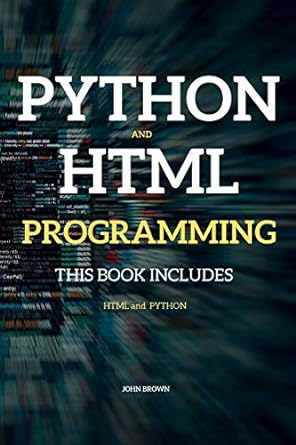 PYTHON
AND
HTML
PROGRAMMING
THIS BOOK INCLUDES
HTML and PYTHON
JOHN BROWN